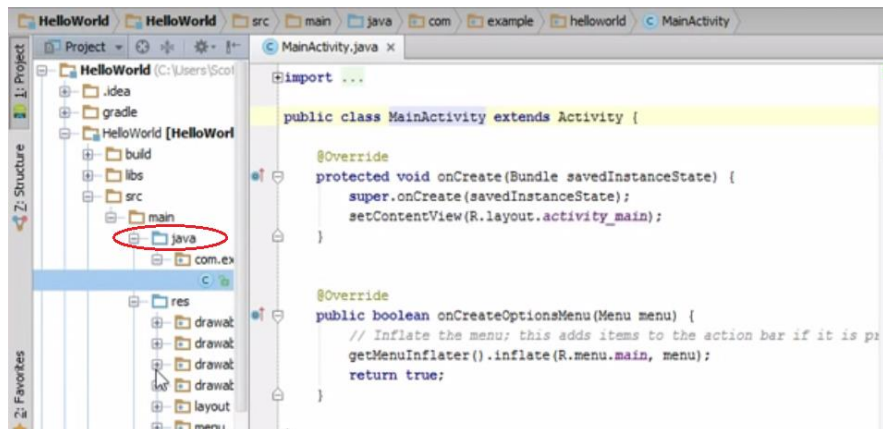 HelloWorld HelloWorld src main java com example helloworld MainActivity
1: Project
Z: Structure
2: Favorites
Project
HelloWorld (C:\Users\Scot
.idea
gradle
HelloWorld [HelloWorl
build
libs
src
main
java
com.ex
res
drawab
drawab
drawab
drawab
layout
menu
MainActivity.java
import ...
public class MainActivity extends Activity {
@Override
protected void onCreate(Bundle savedInstanceState) {
super.onCreate(savedInstanceState);
setContentView(R.layout.activity_main);
}
@Override
public boolean onCreateOptionsMenu(Menu menu) {
// Inflate the menu; this adds items to the action bar if it is pr
getMenuInflater().inflate(R.menu.main, menu);
return true;
}